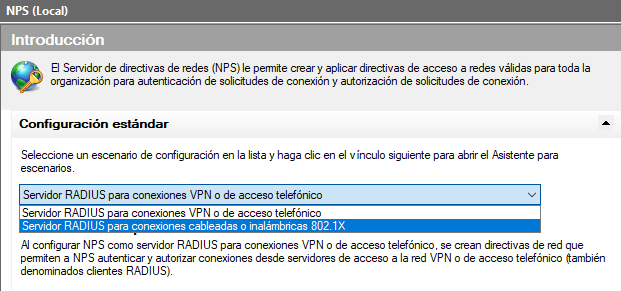 NPS (Local)
Introducción
El Servidor de directivas de redes (NPS) le permite crear y aplicar directivas de acceso a redes válidas para toda la
organización para autenticación de solicitudes de conexión y autorización de solicitudes de conexión.
Configuración estándar
Seleccione un escenario de configuración en la lista y haga clic en el vínculo siguiente para abrir el Asistente para
escenarios.
Servidor RADIUS para conexiones VPN o de acceso telefónico
Servidor RADIUS para conexiones VPN o de acceso telefónico
Servidor RADIUS para conexiones cableadas o inalámbricas 802.1X
Al configurar NPS como servidor RADIUS para conexiones VPN o de acceso telefónico, se crean directivas de red que
permiten a NPS autenticar y autorizar conexiones desde servidores de acceso a la red VPN o de acceso telefónico (también
denominados clientes RADIUS).